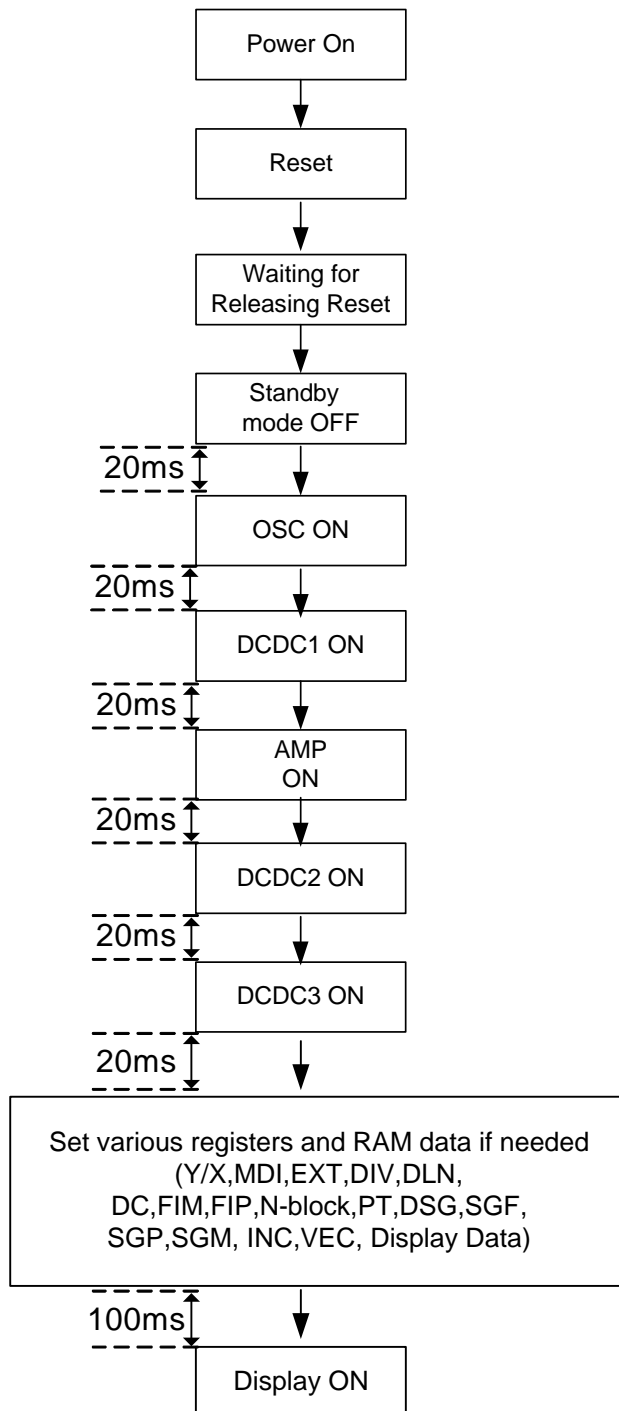 Power On
Reset
Waiting for
Releasing Reset
Standby
mode OFF
20ms
OSC ON
20ms
DCDC1 ON
20ms
AMP
ON
20ms
DCDC2 ON
20ms
DCDC3 ON
20ms
Set various registers and RAM data if needed
(Y/X,MDI,EXT,DIV,DLN,
DC,FIM,FIP,N-block,PT,DSG,SGF,
SGP,SGM, INC,VEC, Display Data)
100ms
Display ON